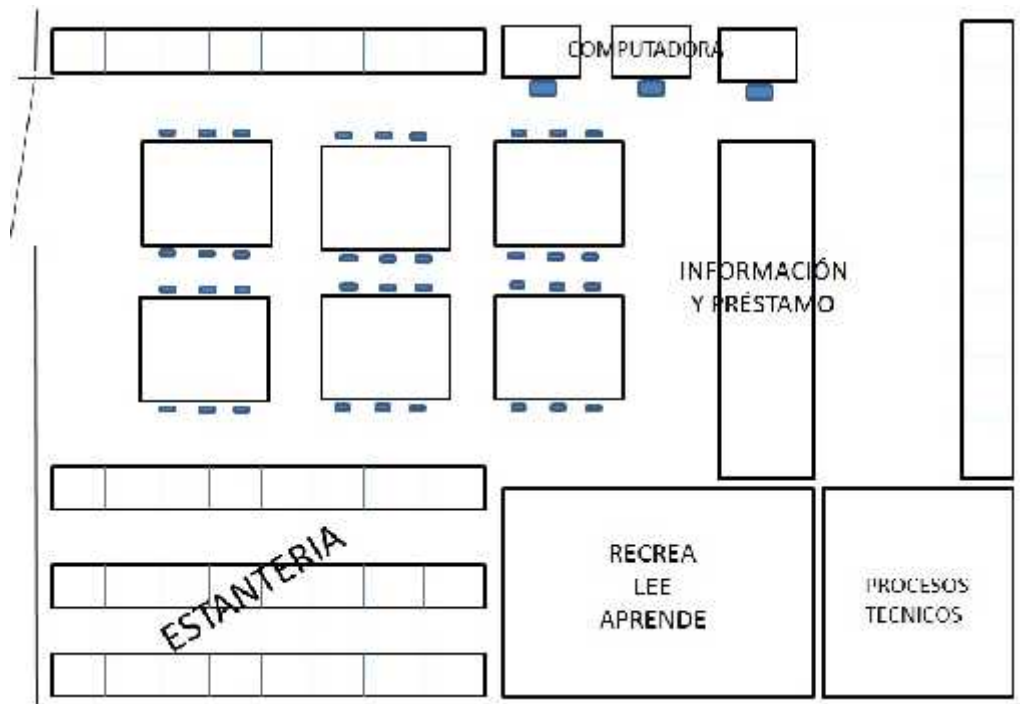 COMPUTADORA
INFORMACIÓN
Y PRÉSTAMO
ESTANTERIA
RECREA
LEE
APRENDE
PROCESOS
TECNICOS